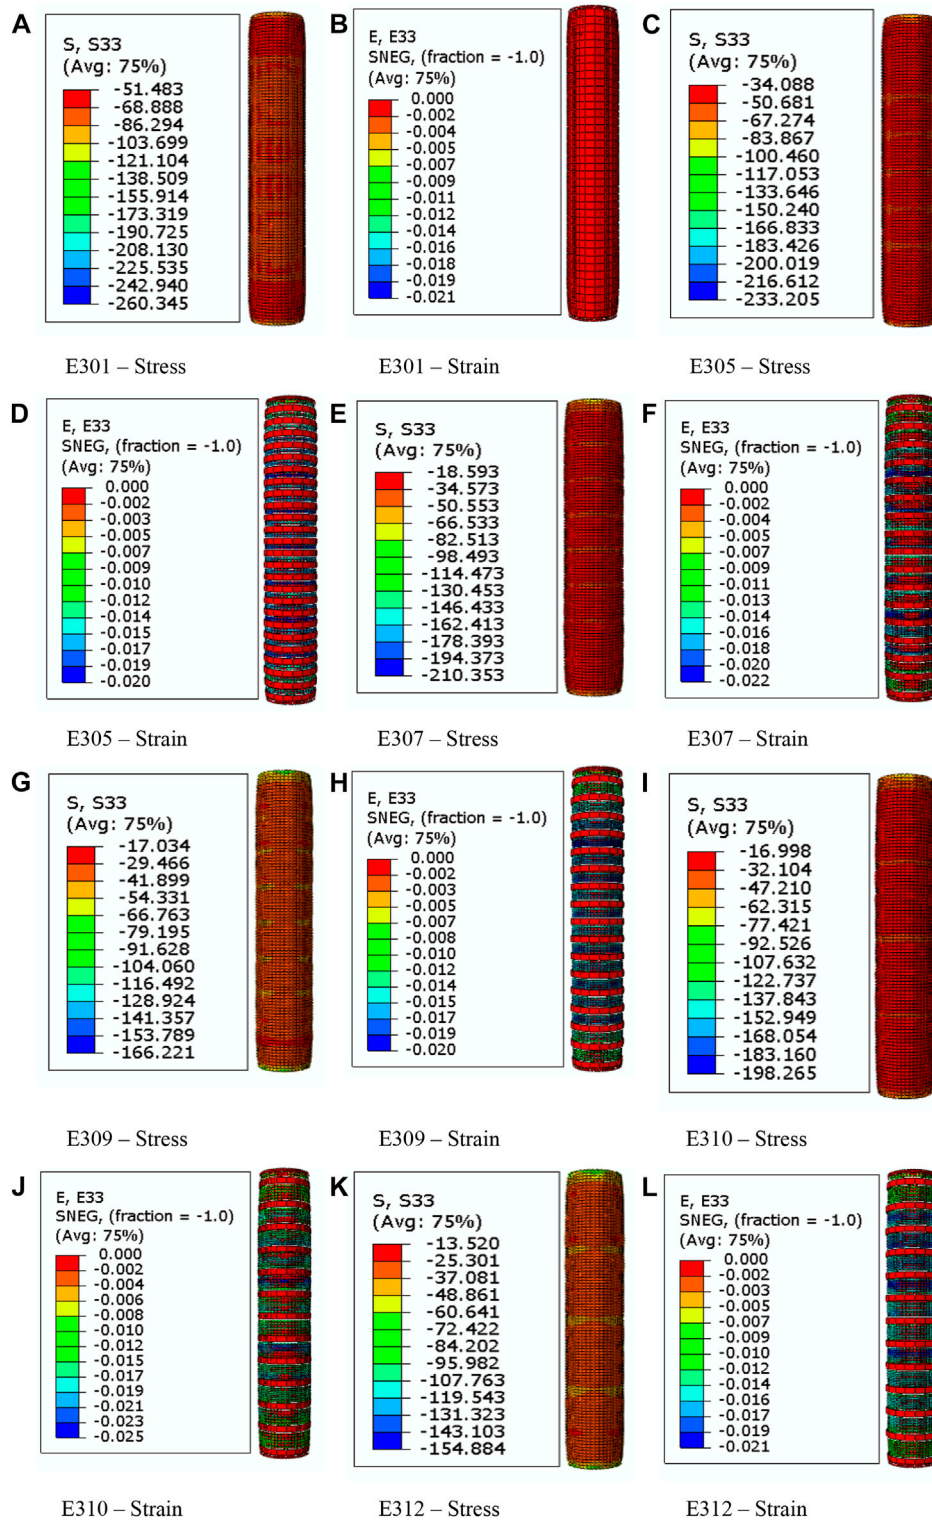 A
S, S33
(Avg: 75%)
-51.483
-68.888
-86.294
-103.699
-121.104
-138.509
-155.914
-173.319
-190.725
-208.130
-225.535
-242.940
-260.345
E301 – Stress
B
E, E33
SNEG, (fraction = -1.0)
(Avg: 75%)
0.000
-0.002
-0.004
-0.005
-0.007
-0.009
-0.011
-0.012
-0.014
-0.016
-0.018
-0.019
-0.021
E301 – Strain
C
S, S33
(Avg: 75%)
-34.088
-50.681
-67.274
-83.867
-100.460
-117.053
-133.646
-150.240
-166.833
-183.426
-200.019
-216.612
-233.205
E305 – Stress
D
E, E33
SNEG, (fraction = -1.0)
(Avg: 75%)
0.000
-0.002
-0.003
-0.005
-0.007
-0.009
-0.010
-0.012
-0.014
-0.015
-0.017
-0.019
-0.020
E305 – Strain
E
S, S33
(Avg: 75%)
-18.593
-34.573
-50.553
-66.533
-82.513
-98.493
-114.473
-130.453
-146.433
-162.413
-178.393
-194.373
-210.353
E307 – Stress
F
E, E33
SNEG, (fraction = -1.0)
(Avg: 75%)
0.000
-0.002
-0.004
-0.005
-0.007
-0.009
-0.011
-0.013
-0.014
-0.016
-0.018
-0.020
-0.022
E307 – Strain
G
S, S33
(Avg: 75%)
-17.034
-29.466
-41.899
-54.331
-66.763
-79.195
-91.628
-104.060
-116.492
-128.924
-141.357
-153.789
-166.221
E309 – Stress
H
E, E33
SNEG, (fraction = -1.0)
(Avg: 75%)
0.000
-0.002
-0.003
-0.005
-0.007
-0.008
-0.010
-0.012
-0.014
-0.015
-0.017
-0.019
-0.020
E309 – Strain
I
S, S33
(Avg: 75%)
-16.998
-32.104
-47.210
-62.315
-77.421
-92.526
-107.632
-122.737
-137.843
-152.949
-168.054
-183.160
-198.265
E310 – Stress
J
E, E33
SNEG, (fraction = -1.0)
(Avg: 75%)
0.000
-0.002
-0.004
-0.006
-0.008
-0.010
-0.012
-0.015
-0.017
-0.019
-0.021
-0.023
-0.025
E310 – Strain
K
S, S33
(Avg: 75%)
-13.520
-25.301
-37.081
-48.861
-60.641
-72.422
-84.202
-95.982
-107.763
-119.543
-131.323
-143.103
-154.884
E312 – Stress
L
E, E33
SNEG, (fraction = -1.0)
(Avg: 75%)
0.000
-0.002
-0.003
-0.005
-0.007
-0.009
-0.010
-0.012
-0.014
-0.016
-0.017
-0.019
-0.021
E312 – Strain